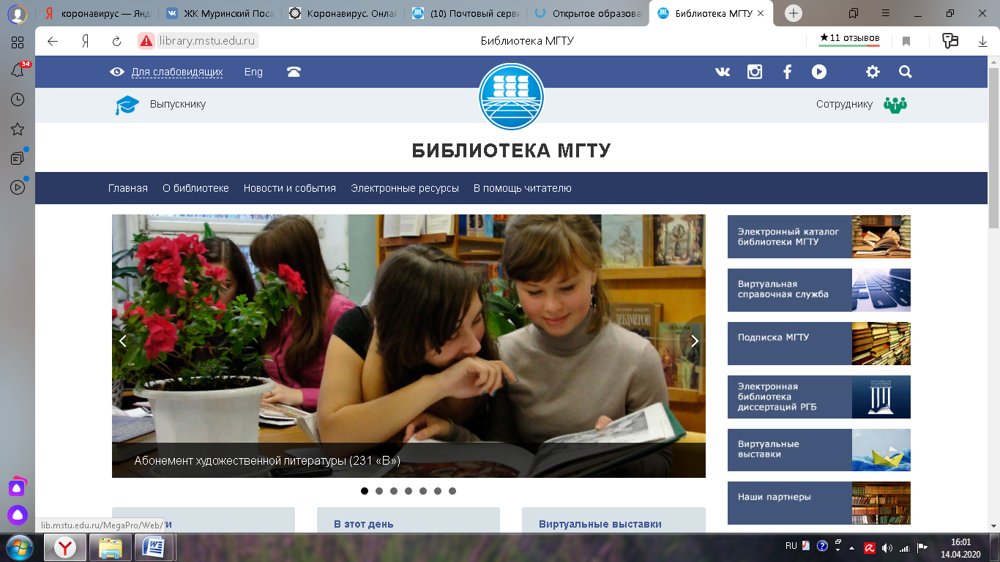 коронавирус — Янд
ЖК Муринский Поса
Коронавирус. Онлай
(10) Почтовый серви
Открытое образова
Библиотека МГТУ
34
library.mstu.edu.ru
Библиотека МГТУ
★11 отзывов
Для слабовидящих
Eng
Выпускнику
Сотруднику
БИБЛИОТЕКА МГТУ
Главная
О библиотеке
Новости и события
Электронные ресурсы
В помощь читателю
ДЕКАМЕРОН
Абонемент художественной литературы (231 «В»)
Электронный каталог
библиотеки МГТУ
Виртуальная
справочная служба
Подписка МГТУ
Электронная
библиотека
диссертаций РГБ
Виртуальные
выставки
Наши партнеры
ти
В этот день
Виртуальные выставки
lib.mstu.edu.ru/MegaPro/Web/
RU
16:01
14.04.2020